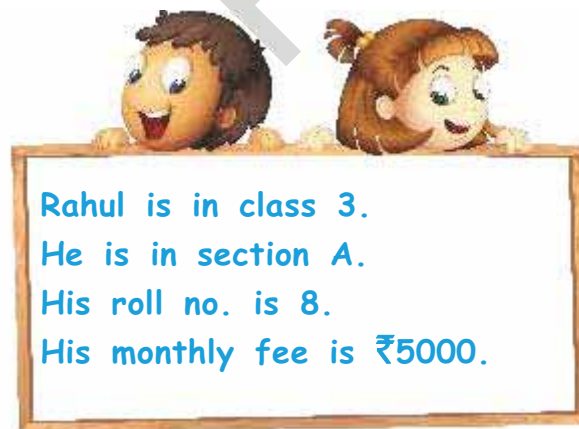 Rahul is in class 3.
He is in section A.
His roll no. is 8.
His monthly fee is ₹5000.